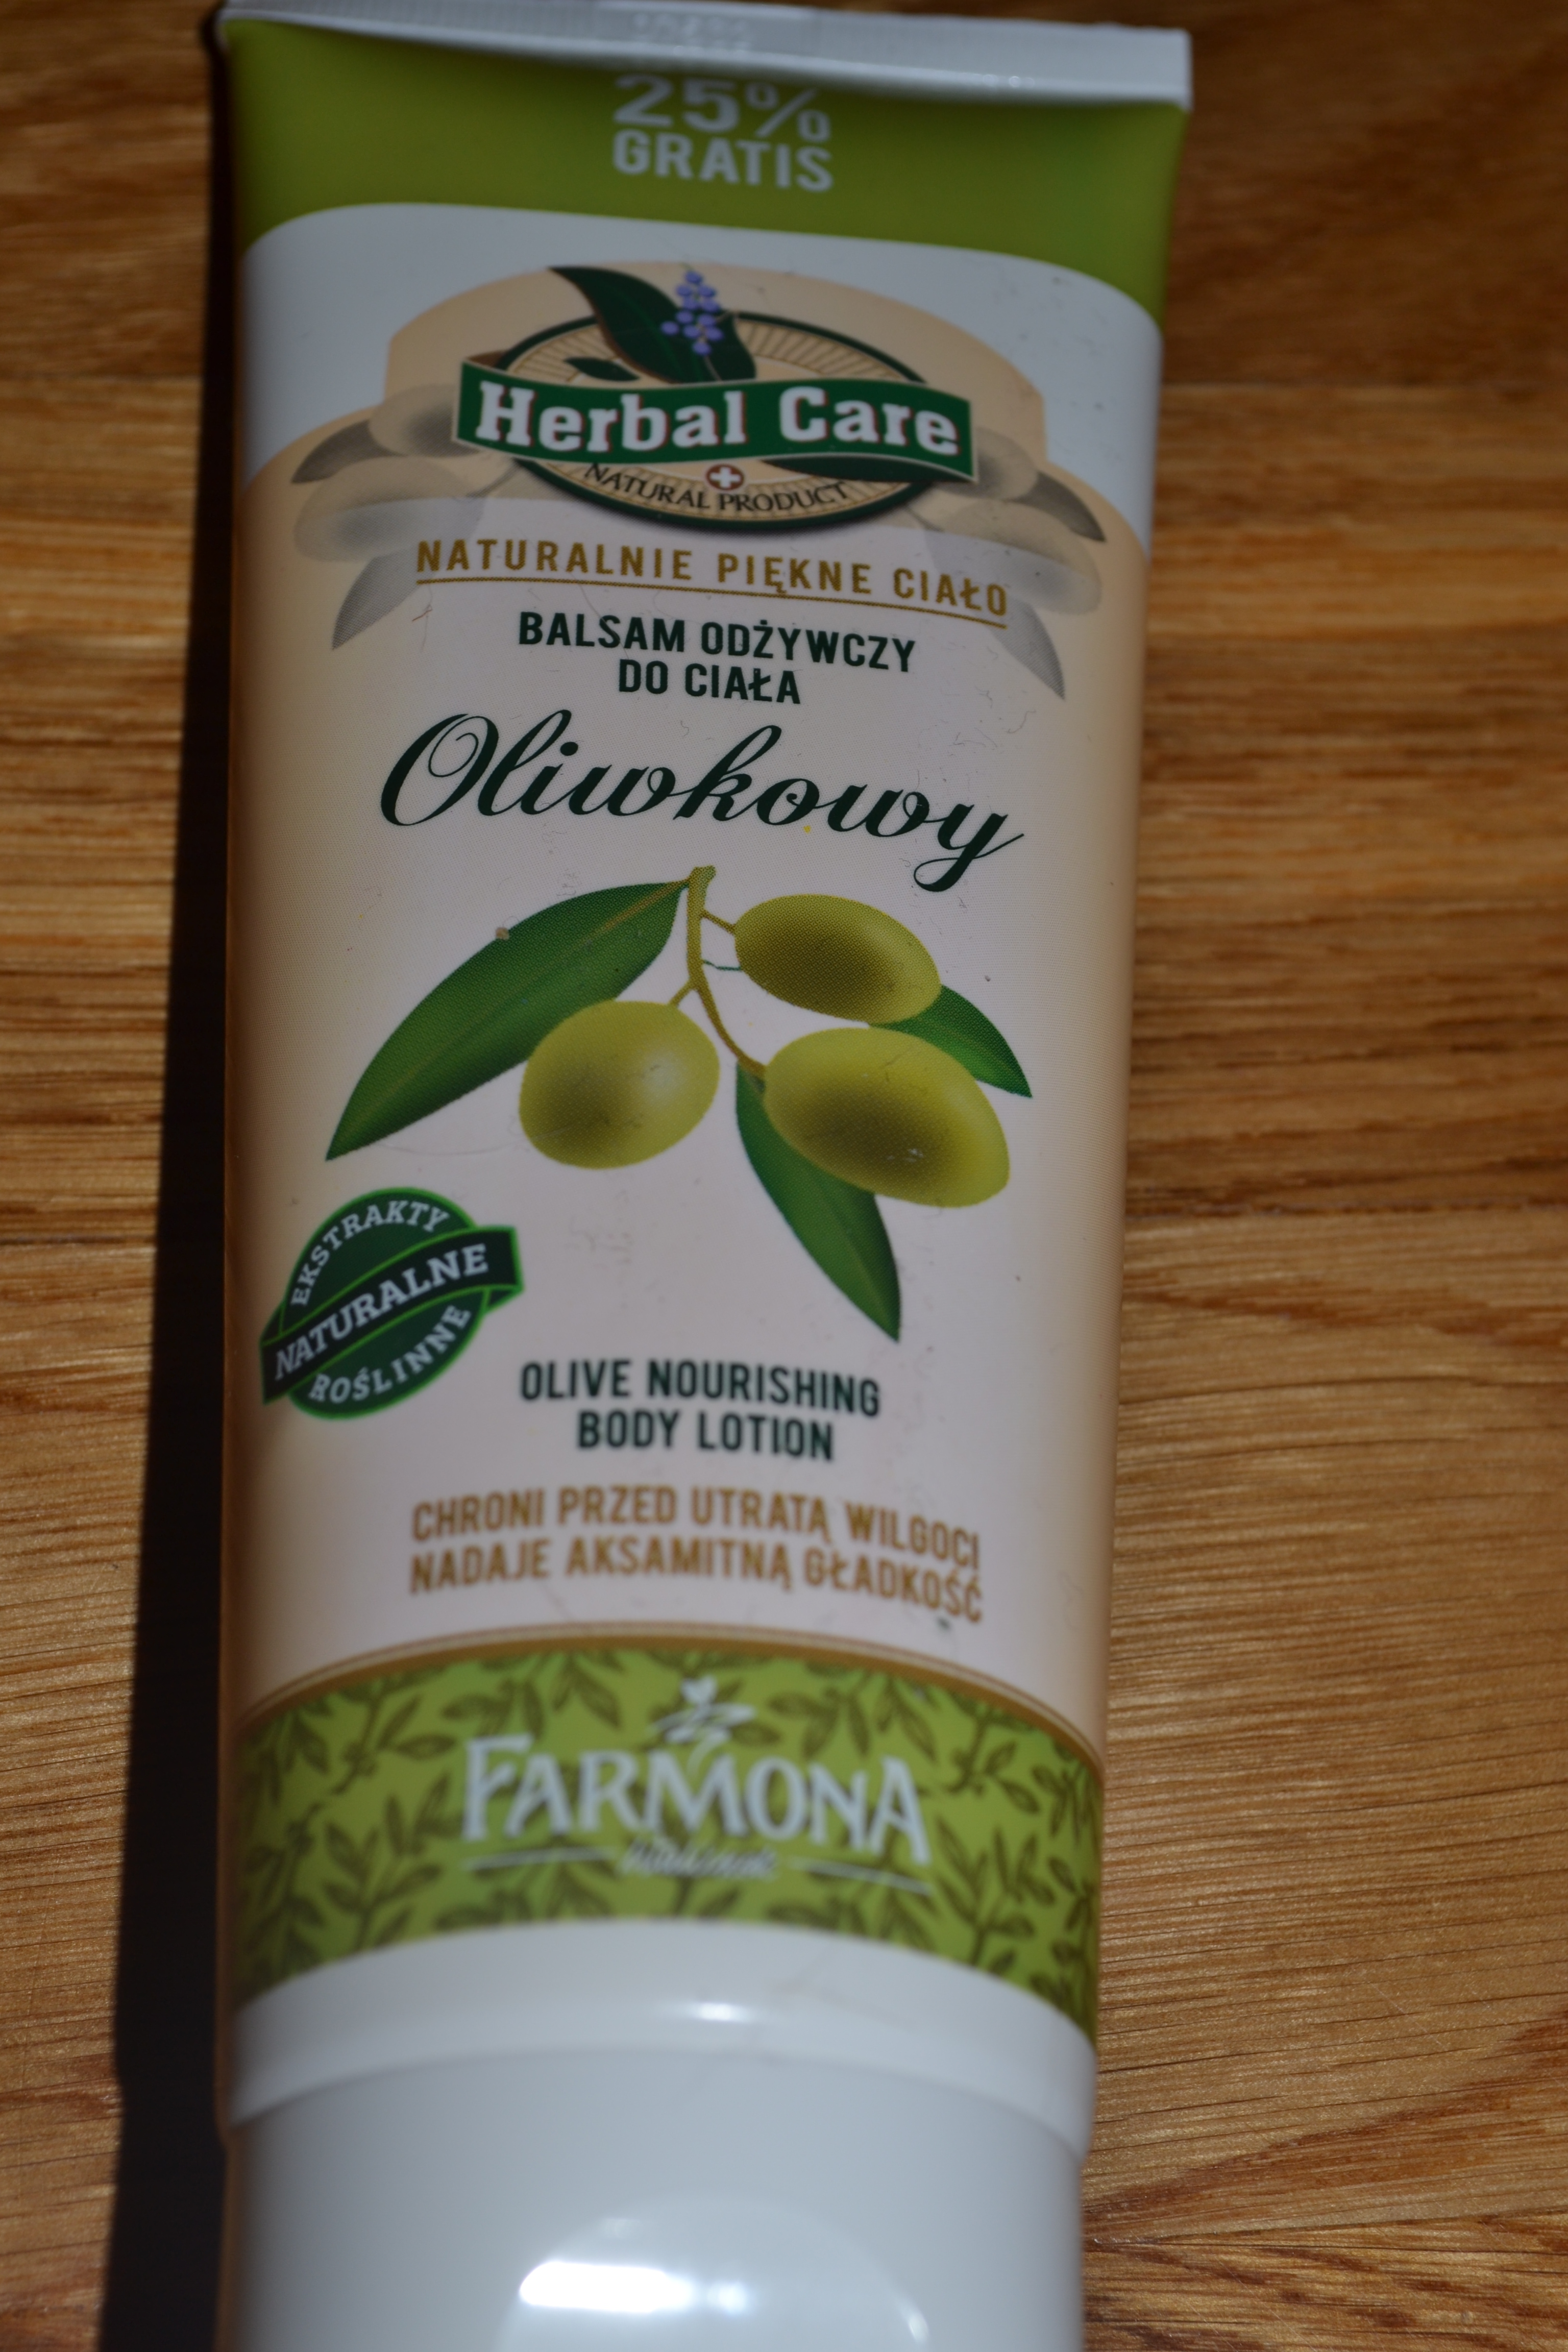 25%
GRATIS
Herbal Care
NATURAL PRODUCT
NATURALNIE PIĘKNE CIAŁO
BALSAM ODŻYWCZY
DO CIAŁA
Oliwkowy
EKSTRAKTY
NATURALNE
ROŚLINNE
OLIVE NOURISHING
BODY LOTION
CHRONI PRZED UTRATĄ WILGOCI
NADAJE AKSAMITNĄ GŁADKOŚĆ
FARMONA